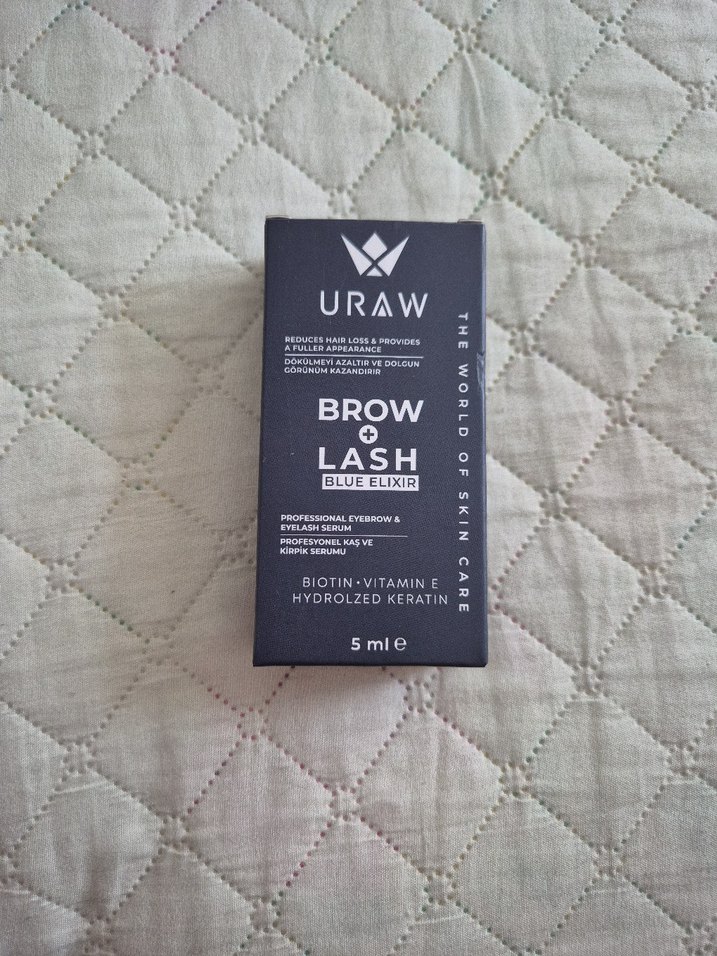 URAW
REDUCES HAIR LOSS & PROVIDES
A FULLER APPEARANCE
DÖKÜLMEYİ AZALTIR VE DOLGUN
GÖRÜNÜM KAZANDIRIR
BROW
+
LASH
BLUE ELIXIR
PROFESSIONAL EYEBROW &
EYELASH SERUM
PROFESYONEL KAŞ VE
KİRPİK SERUMU
BIOTIN • VITAMIN E
HYDROLZED KERATIN
5 ml ℮
THE WORLD OF SKIN CARE